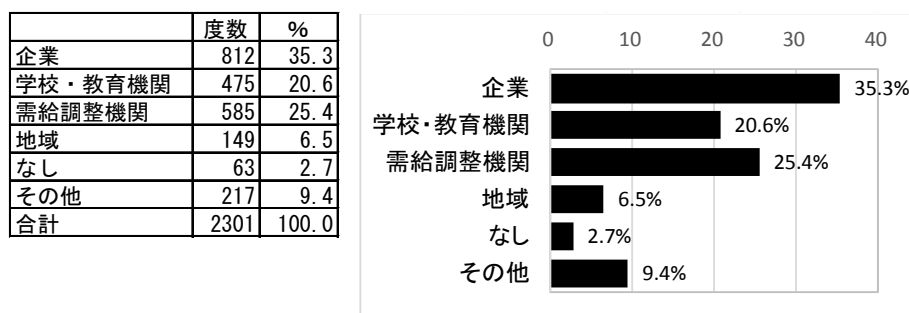 度数 %
企業 812 35.3
学校・教育機関 475 20.6
需給調整機関 585 25.4
地域 149 6.5
なし 63 2.7
その他 217 9.4
合計 2301 100.0
0 10 20 30 40
企業 35.3%
学校・教育機関 20.6%
需給調整機関 25.4%
地域 6.5%
なし 2.7%
その他 9.4%